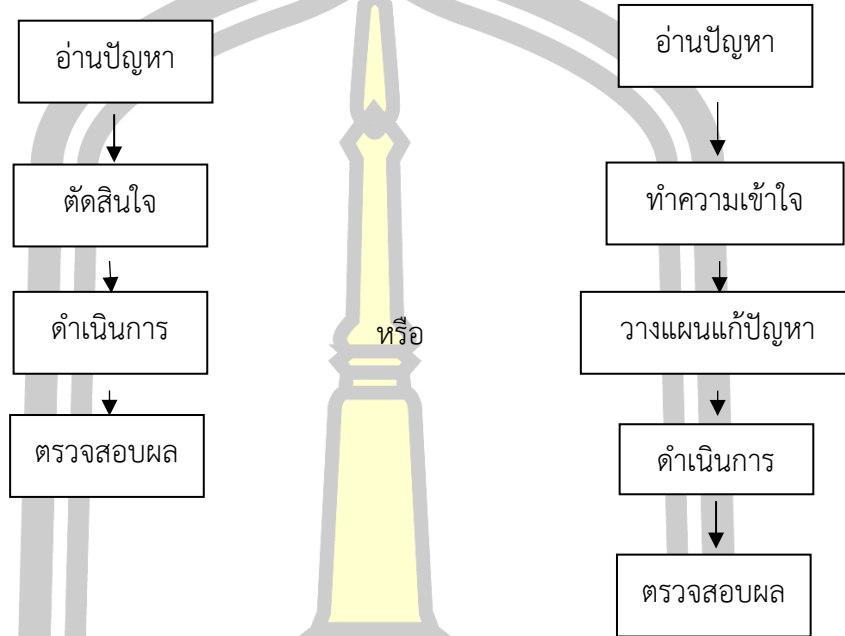 อ่านปัญหา
ตัดสินใจ
ดำเนินการ
ตรวจสอบผล
หรือ
อ่านปัญหา
ทำความเข้าใจ
วางแผนแก้ปัญหา
ดำเนินการ
ตรวจสอบผล